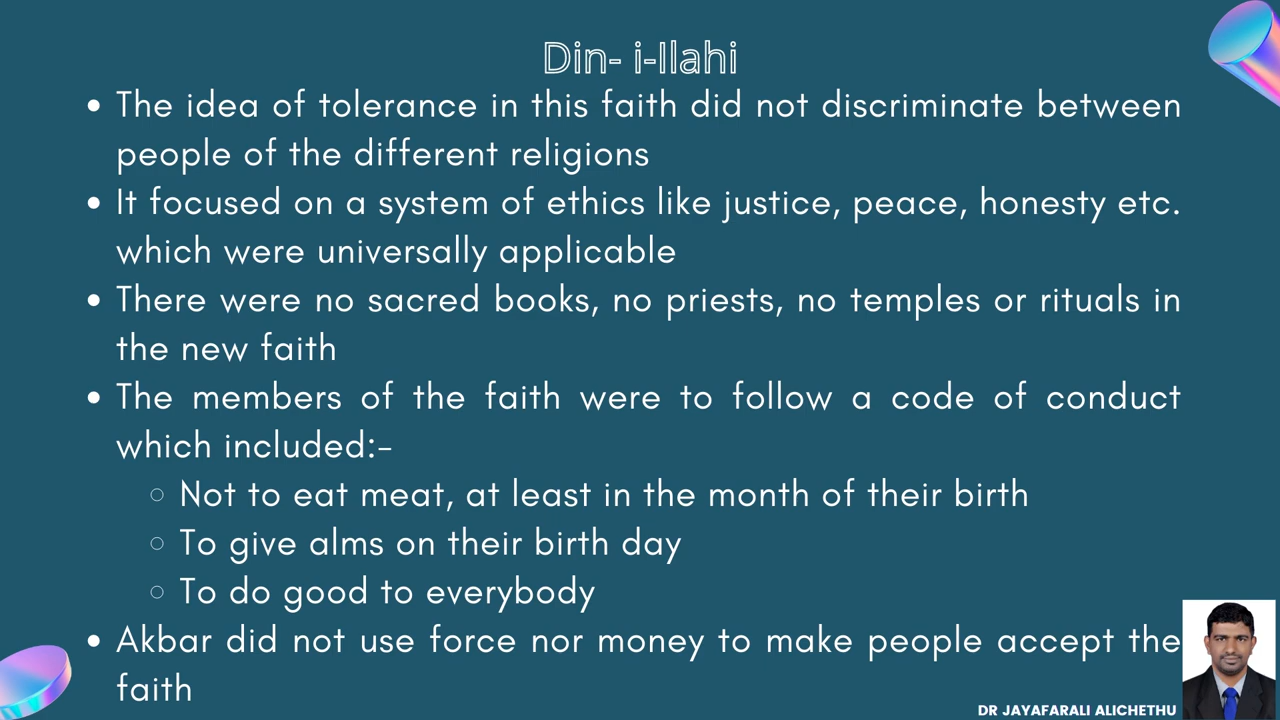 Din- i-Ilahi
• The idea of tolerance in this faith did not discriminate between
people of the different religions
• It focused on a system of ethics like justice, peace, honesty etc.
which were universally applicable
• There were no sacred books, no priests, no temples or rituals in
the new faith
• The members of the faith were to follow a code of conduct
which included:-
○ Not to eat meat, at least in the month of their birth
○ To give alms on their birth day
○ To do good to everybody
• Akbar did not use force nor money to make people accept the
faith
DR JAYAFARALI ALICHETHU